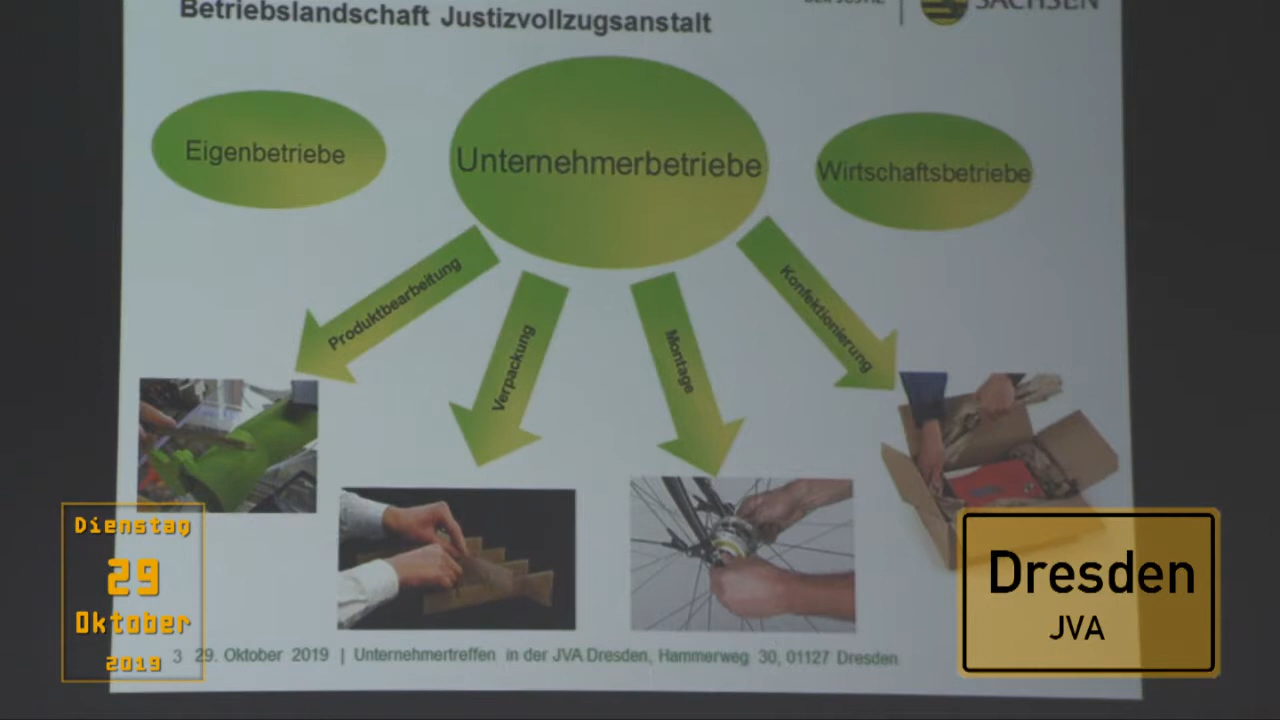 Betriebslandschaft Justizvollzugsanstalt
SACHSEN
Eigenbetriebe
Unternehmerbetriebe
Wirtschaftsbetriebe
Produktbearbeitung
Verpackung
Montage
Konfektionierung
Dienstag
29
Oktober
2019
Dresden
JVA
3 29. Oktober 2019 | Unternehmertreffen in der JVA Dresden, Hammerweg 30, 01127 Dresden